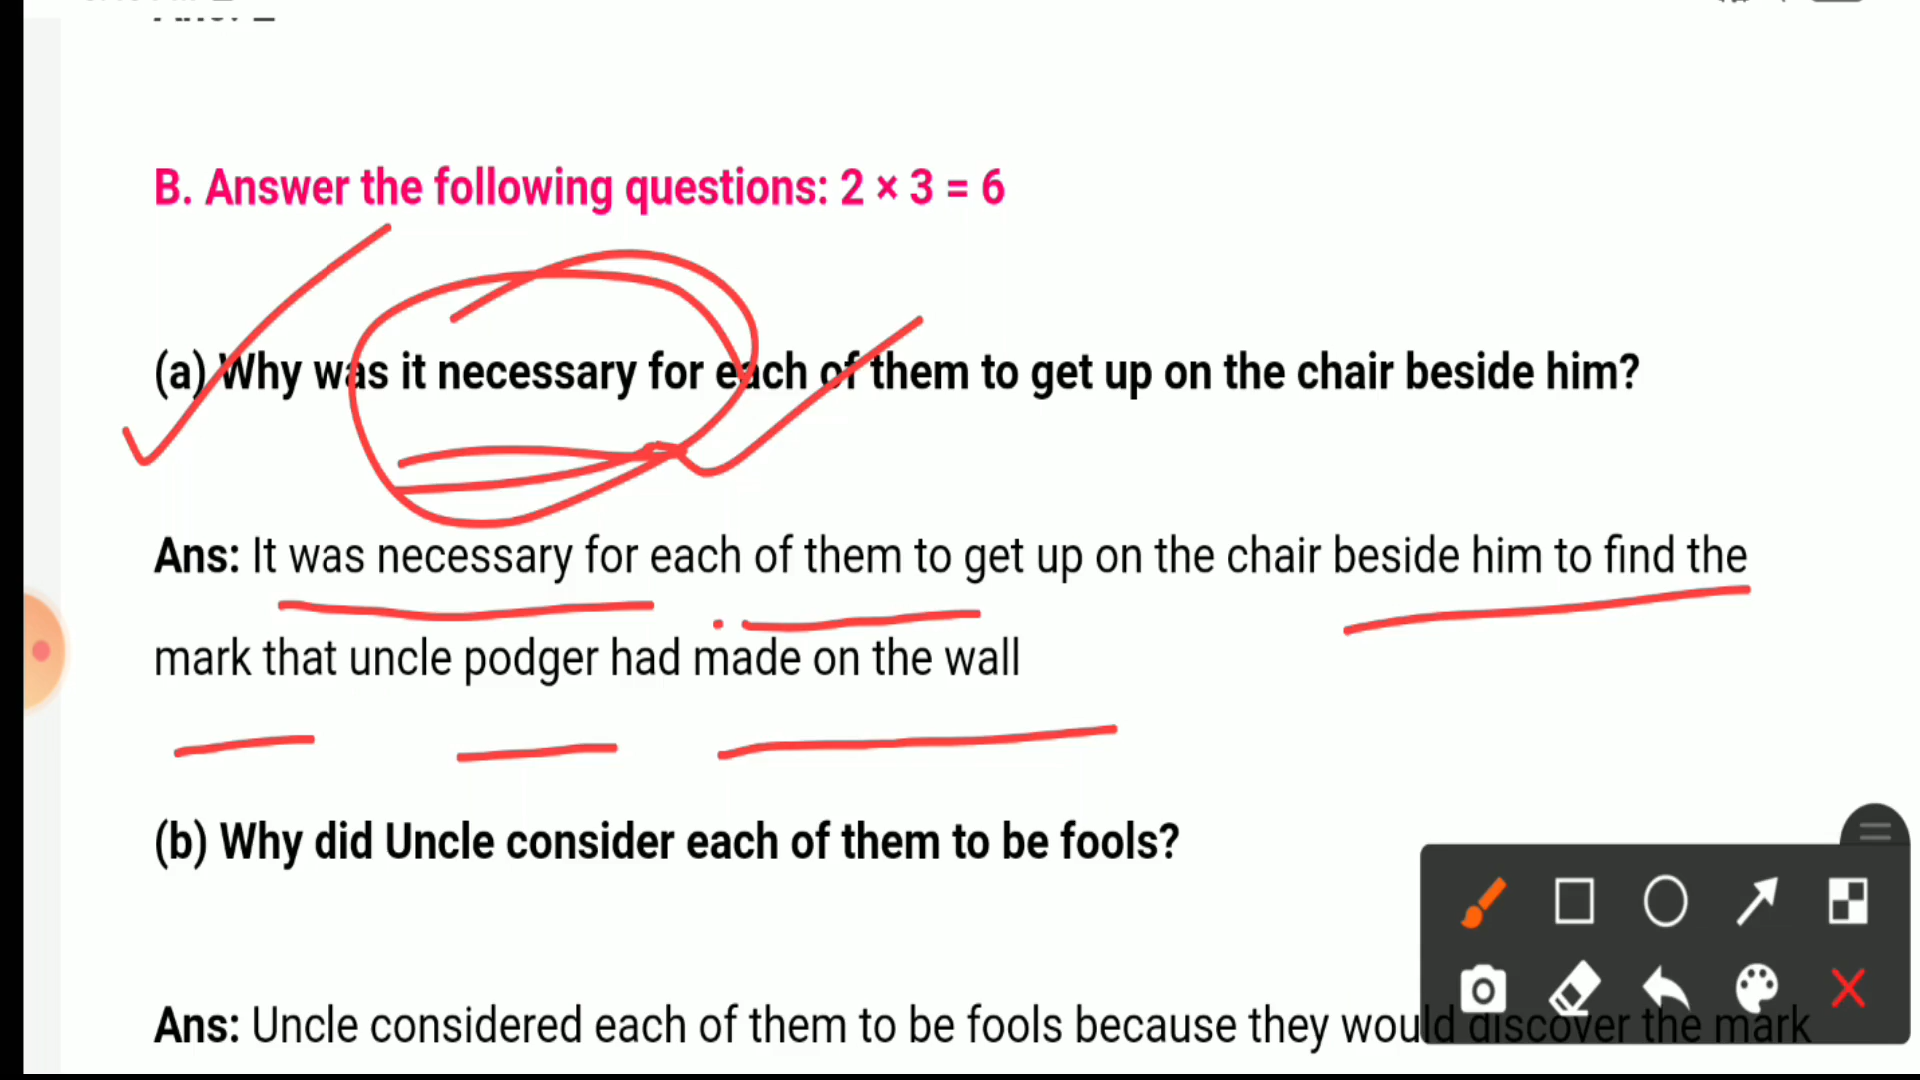 B. Answer the following questions: 2 × 3 = 6
(a) Why was it necessary for each of them to get up on the chair beside him?
Ans: It was necessary for each of them to get up on the chair beside him to find the
mark that uncle podger had made on the wall
(b) Why did Uncle consider each of them to be fools?
Ans: Uncle considered each of them to be fools because they would discover the mark